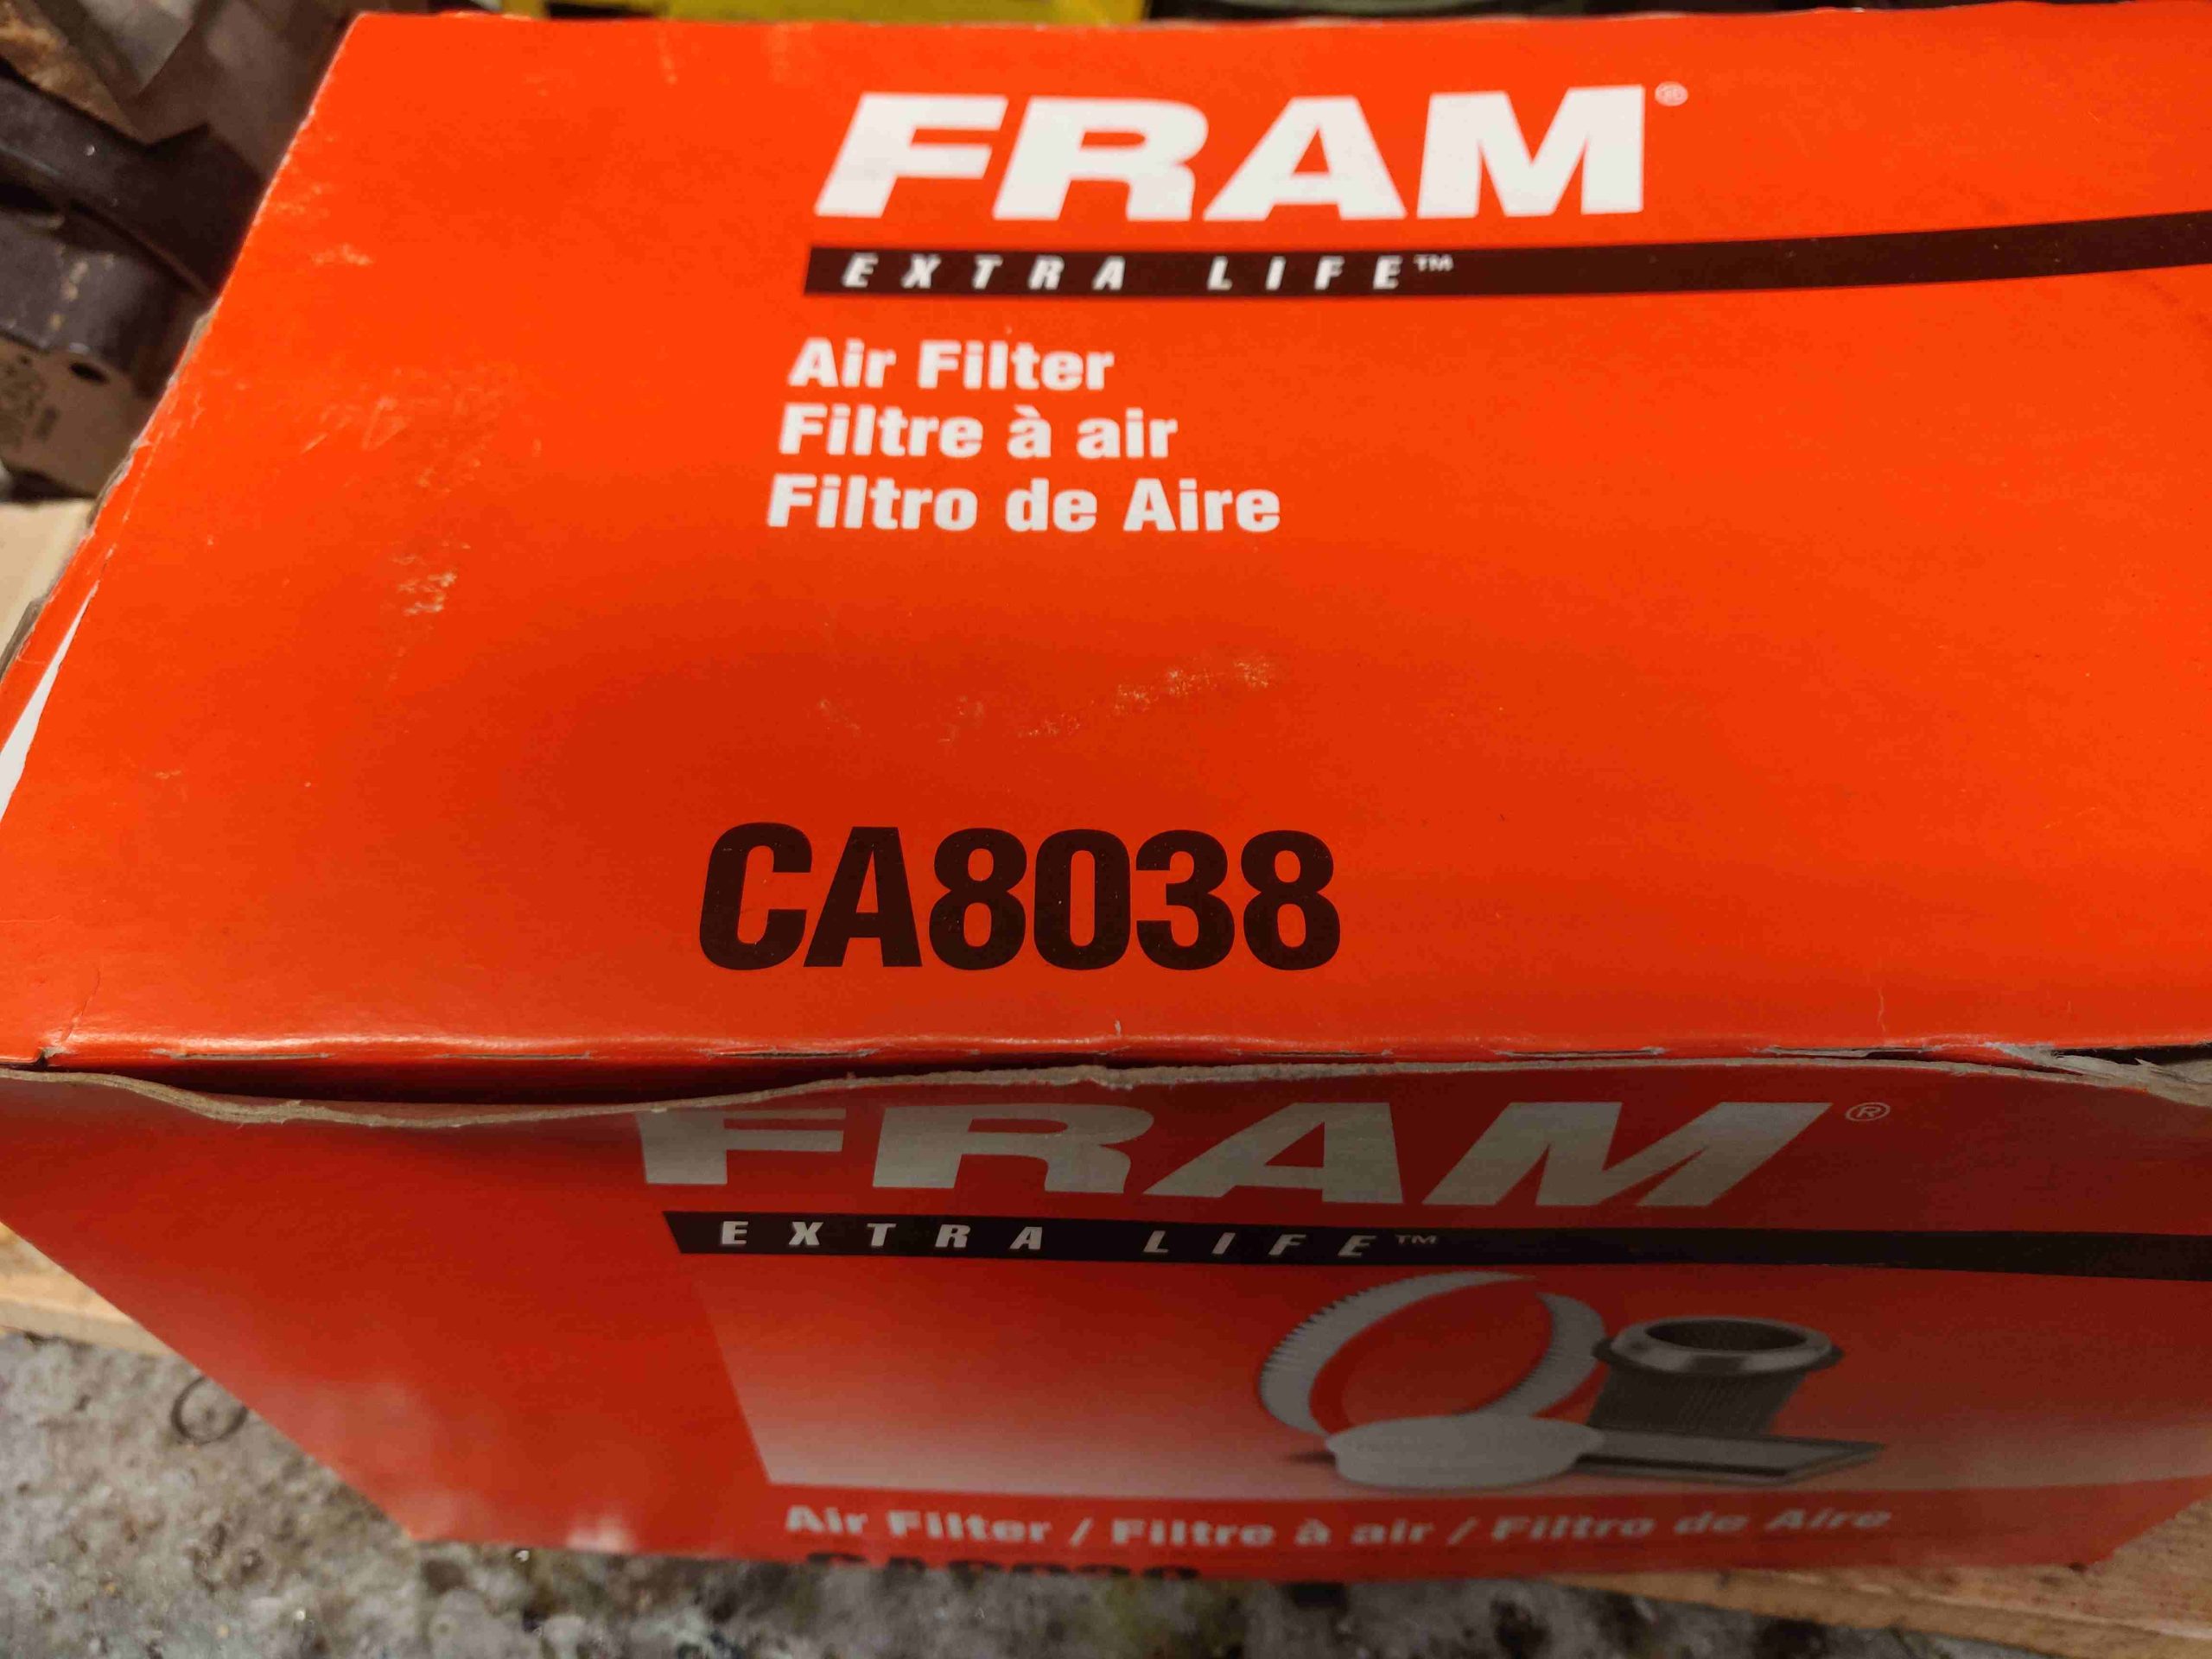 FRAM®
EXTRA LIFE™
Air Filter
Filtre à air
Filtro de Aire
CA8038
FRAM®
EXTRA LIFE™
Air Filter / Filtre à air / Filtro de Aire